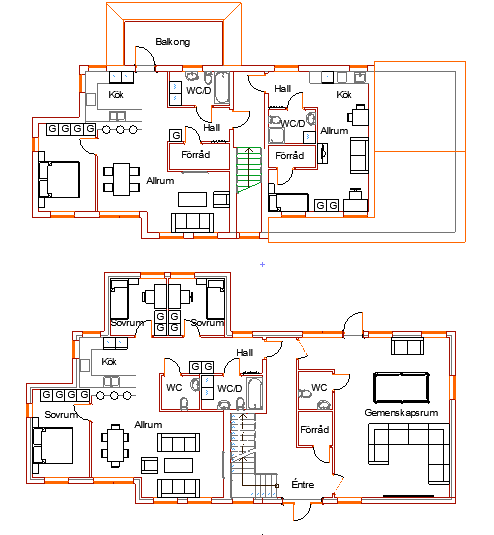 Balkong
Kök
WC/D
Hall
Kök
WC/D
Allrum
Hall
G G G G
G
Förråd
Förråd
Allrum
G G
Sovrum
G G
G G
Sovrum
Kök
Hall
G G
WC
WC/D
WC
G G G G
Sovrum
Allrum
Gemenskapsrum
Förråd
Éntre